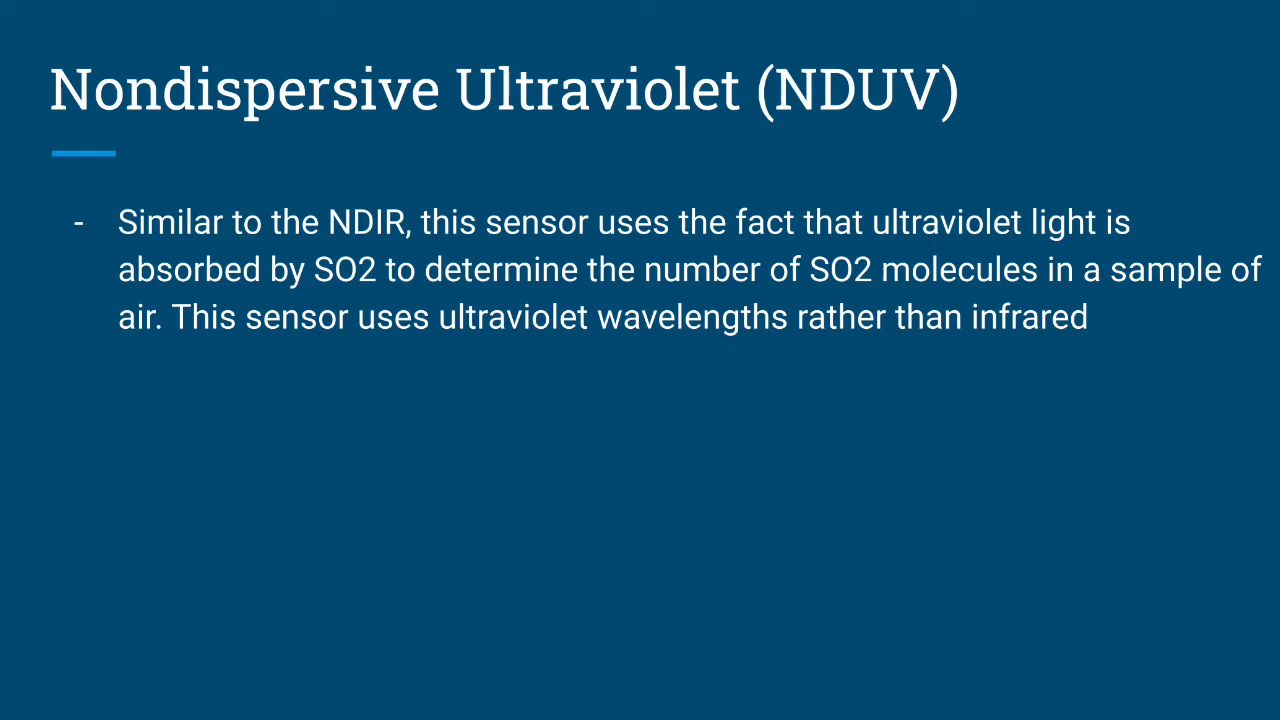 Nondispersive Ultraviolet (NDUV)
- Similar to the NDIR, this sensor uses the fact that ultraviolet light is
absorbed by SO2 to determine the number of SO2 molecules in a sample of
air. This sensor uses ultraviolet wavelengths rather than infrared